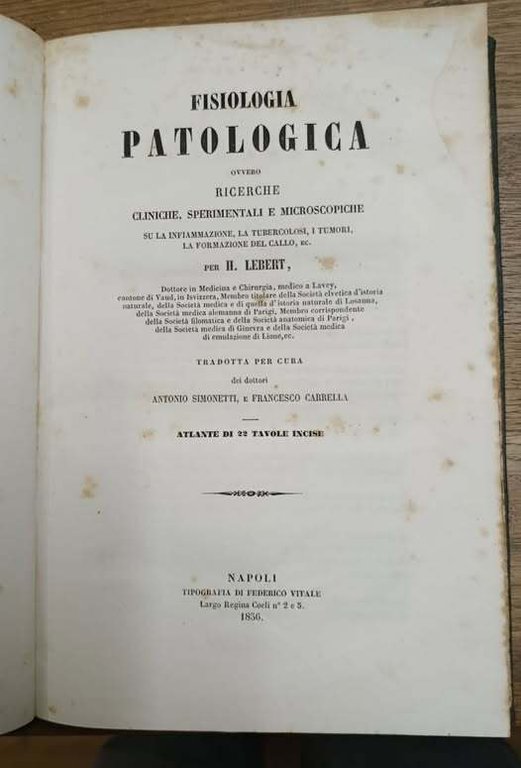 FISIOLOGIA
PATOLOGICA
OVVERO
RICERCHE
CLINICHE, SPERIMENTALI E MICROSCOPICHE
SU LA INFIAMMAZIONE, LA TUBERCOLOSI, I TUMORI,
LA FORMAZIONE DEL CALLO, EC.
PER H. LEBERT,
Dottore in Medicina e Chirurgia, medico a Lavey,
cantone di Vaud, in Isvizzera, Membro titolare della Società elvetica d'istoria
naturale, della Società medica e di quella d'istoria naturale di Losanna,
della Società medica alemanna di Parigi, Membro corrispondente
della Società filomatica e della Società anatomica di Parigi,
della Società medica di Ginevra e della Società medica
di emulazione di Lione, ec.
TRADOTTA PER CURA
dei dottori
ANTONIO SIMONETTI, E FRANCESCO CARRELLA
ATLANTE DI 22 TAVOLE INCISE
NAPOLI
TIPOGRAFIA DI FEDERICO VITALE
Largo Regina Coeli n° 2 e 3.
1856.